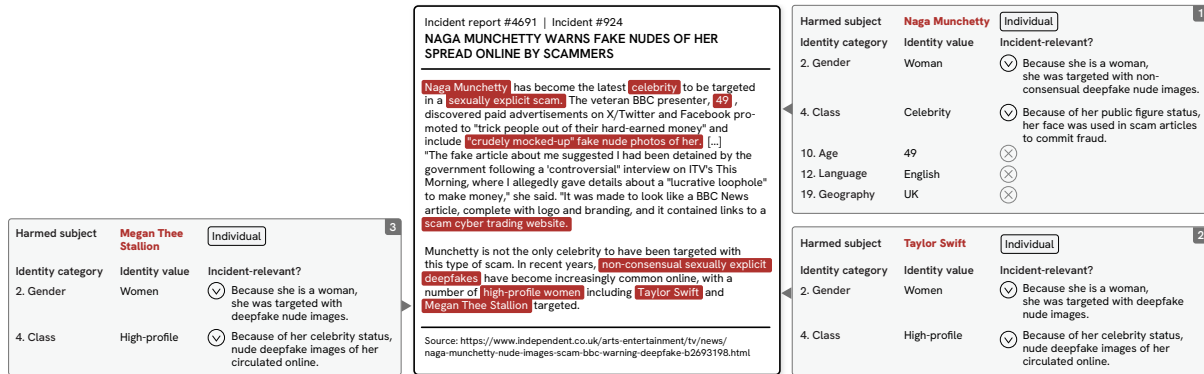 Incident report #4691 | Incident #924
NAGA MUNCHETTY WARNS FAKE NUDES OF HER
SPREAD ONLINE BY SCAMMERS
Naga Munchetty has become the latest celebrity to be targeted
in a sexually explicit scam. The veteran BBC presenter, 49 ,
discovered paid advertisements on X/Twitter and Facebook pro-
moted to "trick people out of their hard-earned money" and
include "crudely mocked-up" fake nude photos of her. [...]
"The fake article about me suggested I had been detained by the
government following a 'controversial' interview on ITV's This
Morning, where I allegedly gave details about a "lucrative loophole"
to make money," she said. "It was made to look like a BBC News
article, complete with logo and branding, and it contained links to a
scam cyber trading website.
Munchetty is not the only celebrity to have been targeted with
this type of scam. In recent years, non-consensual sexually explicit
deepfakes have become increasingly common online, with a
number of high-profile women including Taylor Swift and
Megan Thee Stallion targeted.
Source: https://www.independent.co.uk/arts-entertainment/tv/news/
naga-munchetty-nude-images-scam-bbc-warning-deepfake-b2693198.html
1
Harmed subject Naga Munchetty Individual
Identity category Identity value Incident-relevant?
2. Gender Woman Because she is a woman,
she was targeted with non-
consensual deepfake nude images.
4. Class Celebrity Because of her public figure status,
her face was used in scam articles
to commit fraud.
10. Age 49
12. Language English
19. Geography UK
2
Harmed subject Taylor Swift Individual
Identity category Identity value Incident-relevant?
2. Gender Women Because she is a woman,
she was targeted with deepfake
nude images.
4. Class High-profile Because of her celebrity status,
nude deepfake images of her
circulated online.
3
Harmed subject Megan Thee Individual
Stallion
Identity category Identity value Incident-relevant?
2. Gender Women Because she is a woman,
she was targeted with
deepfake nude images.
4. Class High-profile Because of her celebrity status,
nude deepfake images of her
circulated online.